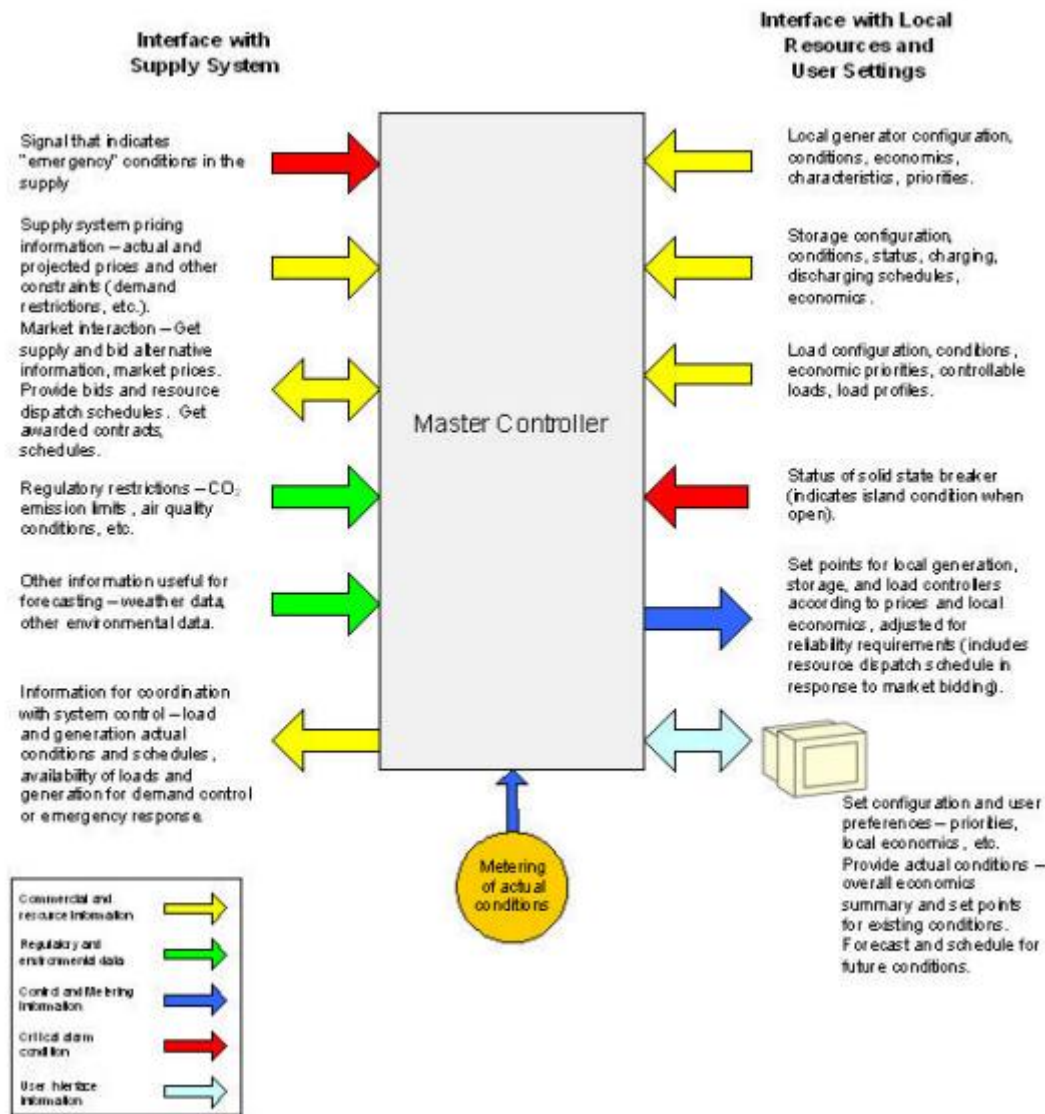 Interface with
Supply System
Signal that indicates
"emergency" conditions in the
supply
Supply system pricing
information – actual and
projected prices and other
constraints (demand
restrictions, etc.).
Market interaction – Get
supply and bid alternative
information, market prices.
Provide bids and resource
dispatch schedules. Get
awarded contracts,
schedules.
Regulatory restrictions – CO₂
emission limits, air quality
conditions, etc.
Other information useful for
forecasting – weather data,
other environmental data.
Information for coordination
with system control – load
and generation actual
conditions and schedules,
availability of loads and
generation for demand control
or emergency response.
Master Controller
Metering
of actual
conditions
Interface with Local
Resources and
User Settings
Local generator configuration,
conditions, economics,
characteristics, priorities.
Storage configuration,
conditions, status, charging,
discharging schedules,
economics.
Load configuration, conditions,
economic priorities, controllable
loads, load profiles.
Status of solid state breaker
(indicates island condition when
open).
Set points for local generation,
storage, and load controllers
according to prices and local
economics, adjusted for
reliability requirements (includes
resource dispatch schedule in
response to market bidding).
Set configuration and user
preferences – priorities,
local economics, etc.
Provide actual conditions –
overall economics
summary and set points
for existing conditions.
Forecast and schedule for
future conditions.
Commercial and
resource Information
Regulatory and
environmental data
Control and Metering
Information
Critical alarm
condition
User Interface
Information